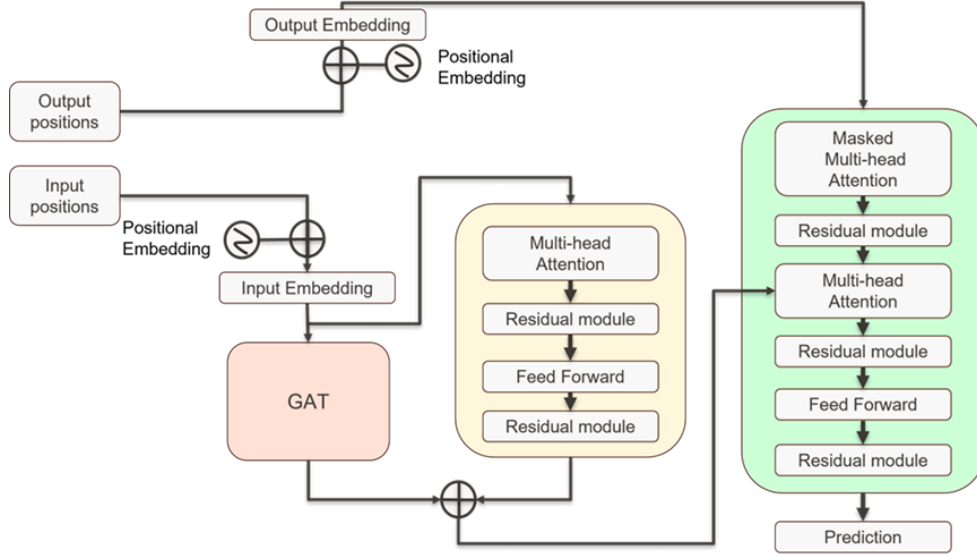 Output Embedding
Positional
Embedding
Output
positions
Input
positions
Positional
Embedding
Input Embedding
GAT
Multi-head
Attention
Residual module
Feed Forward
Residual module
Masked
Multi-head
Attention
Residual module
Multi-head
Attention
Residual module
Feed Forward
Residual module
Prediction